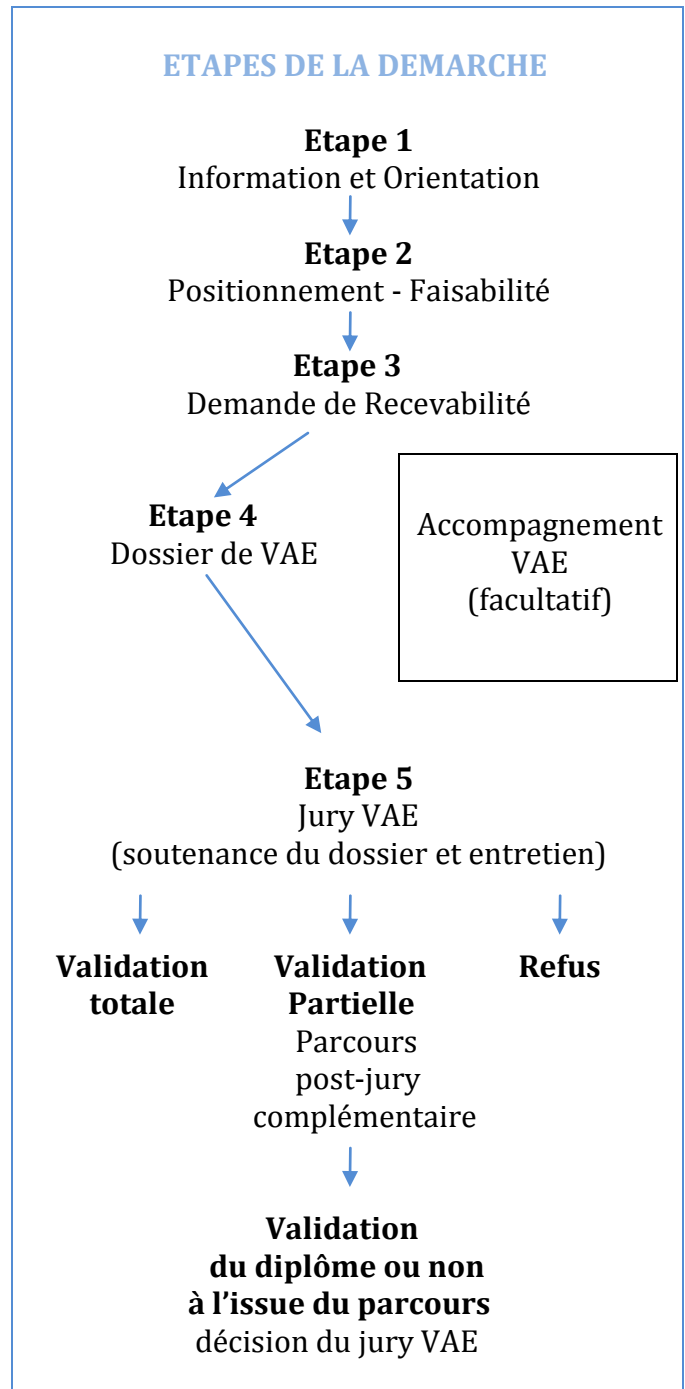 ETAPES DE LA DEMARCHE
Etape 1
Information et Orientation
Etape 2
Positionnement - Faisabilité
Etape 3
Demande de Recevabilité
Etape 4
Dossier de VAE
Accompagnement
VAE
(facultatif)
Etape 5
Jury VAE
(soutenance du dossier et entretien)
Validation
totale
Validation
Partielle
Parcours
post-jury
complémentaire
Refus
Validation
du diplôme ou non
à l'issue du parcours
décision du jury VAE